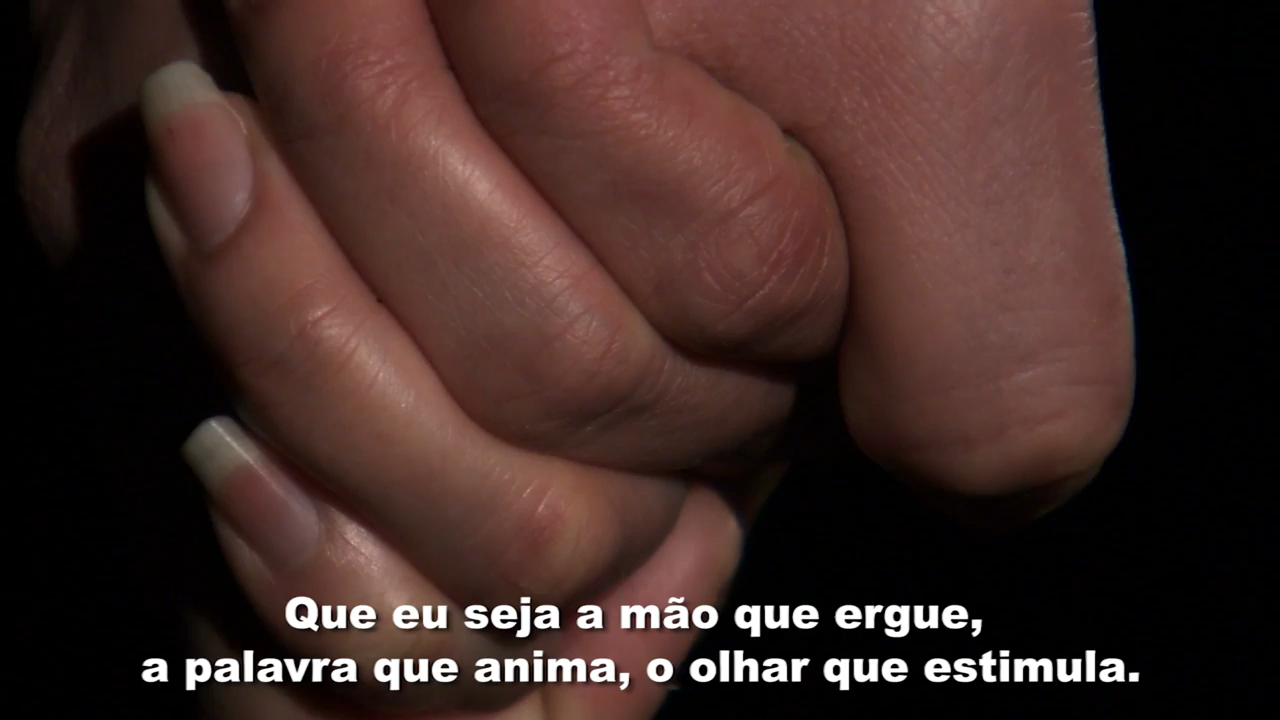 Que eu seja a mão que ergue,
a palavra que anima, o olhar que estimula.